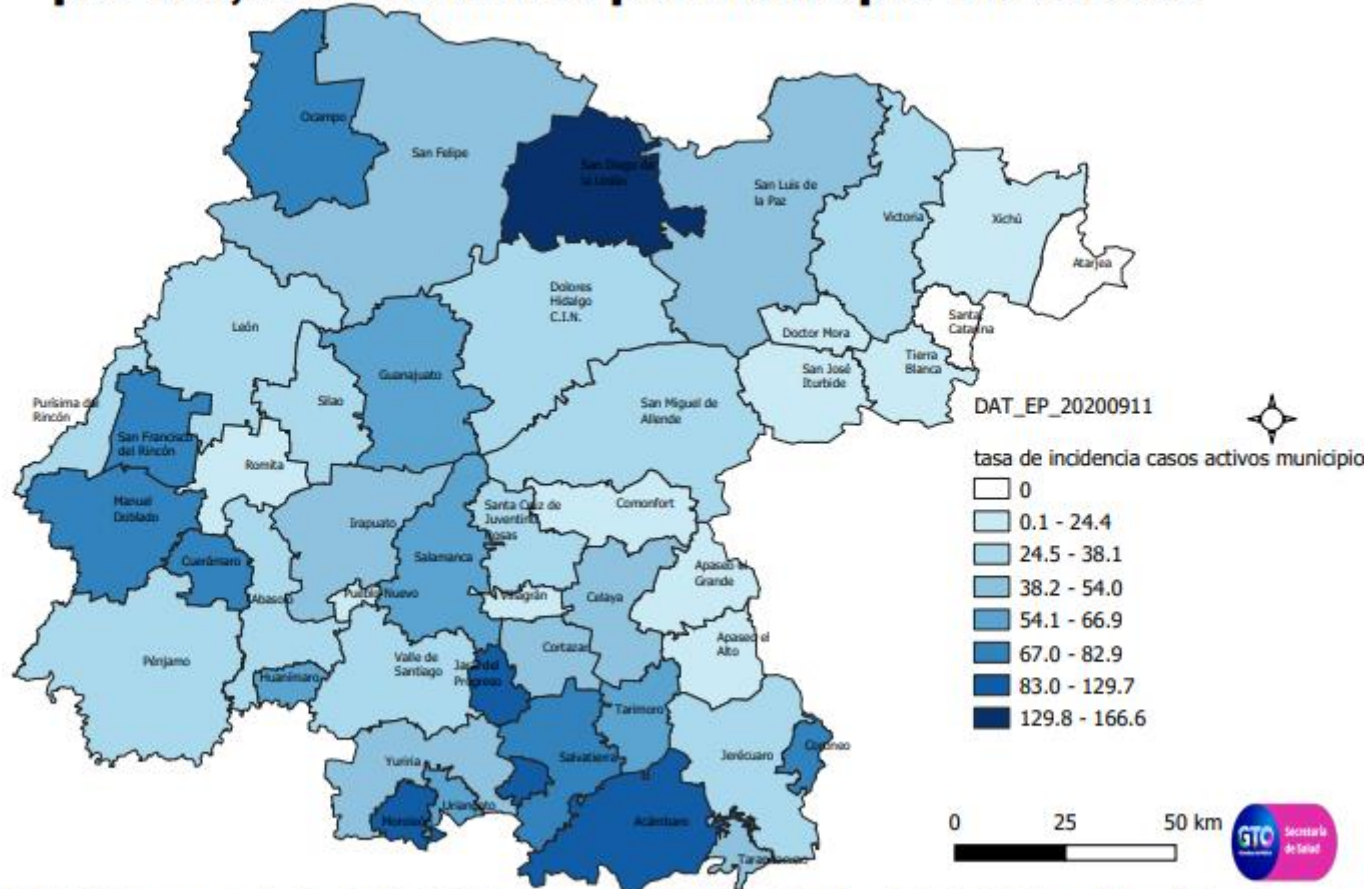 Ocampo
San Felipe
San Diego de
la Unión
San Luis de
la Paz
Victoria
Xichú
Atarjea
Dolores
Hidalgo
C.I.N.
León
Guanajuato
Silao
Doctor Mora
Santa
Catarina
Tierra
Blanca
San José
Iturbide
San Miguel de
Allende
Purísima del
Rincón
San Francisco
del Rincón
Romita
Manuel
Doblado
Cuerámaro
Irapuato
Salamanca
Santa Cruz de
Juventino
Rosas
Comonfort
Abasolo
Pueblo Nuevo
Villagrán
Celaya
Apaseo el
Grande
Apaseo el
Alto
Pénjamo
Huanímaro
Valle de
Santiago
Jaral del
Progreso
Cortazar
Tarimoro
Jerécuaro
Coroneo
Yuriria
Salvatierra
Moroleón
Uriangato
Acámbaro
Tarandacuao
DAT_EP_20200911
tasa de incidencia casos activos municipio
0
0.1 - 24.4
24.5 - 38.1
38.2 - 54.0
54.1 - 66.9
67.0 - 82.9
83.0 - 129.7
129.8 - 166.6
0 25 50 km
GTO
Secretaría
de Salud